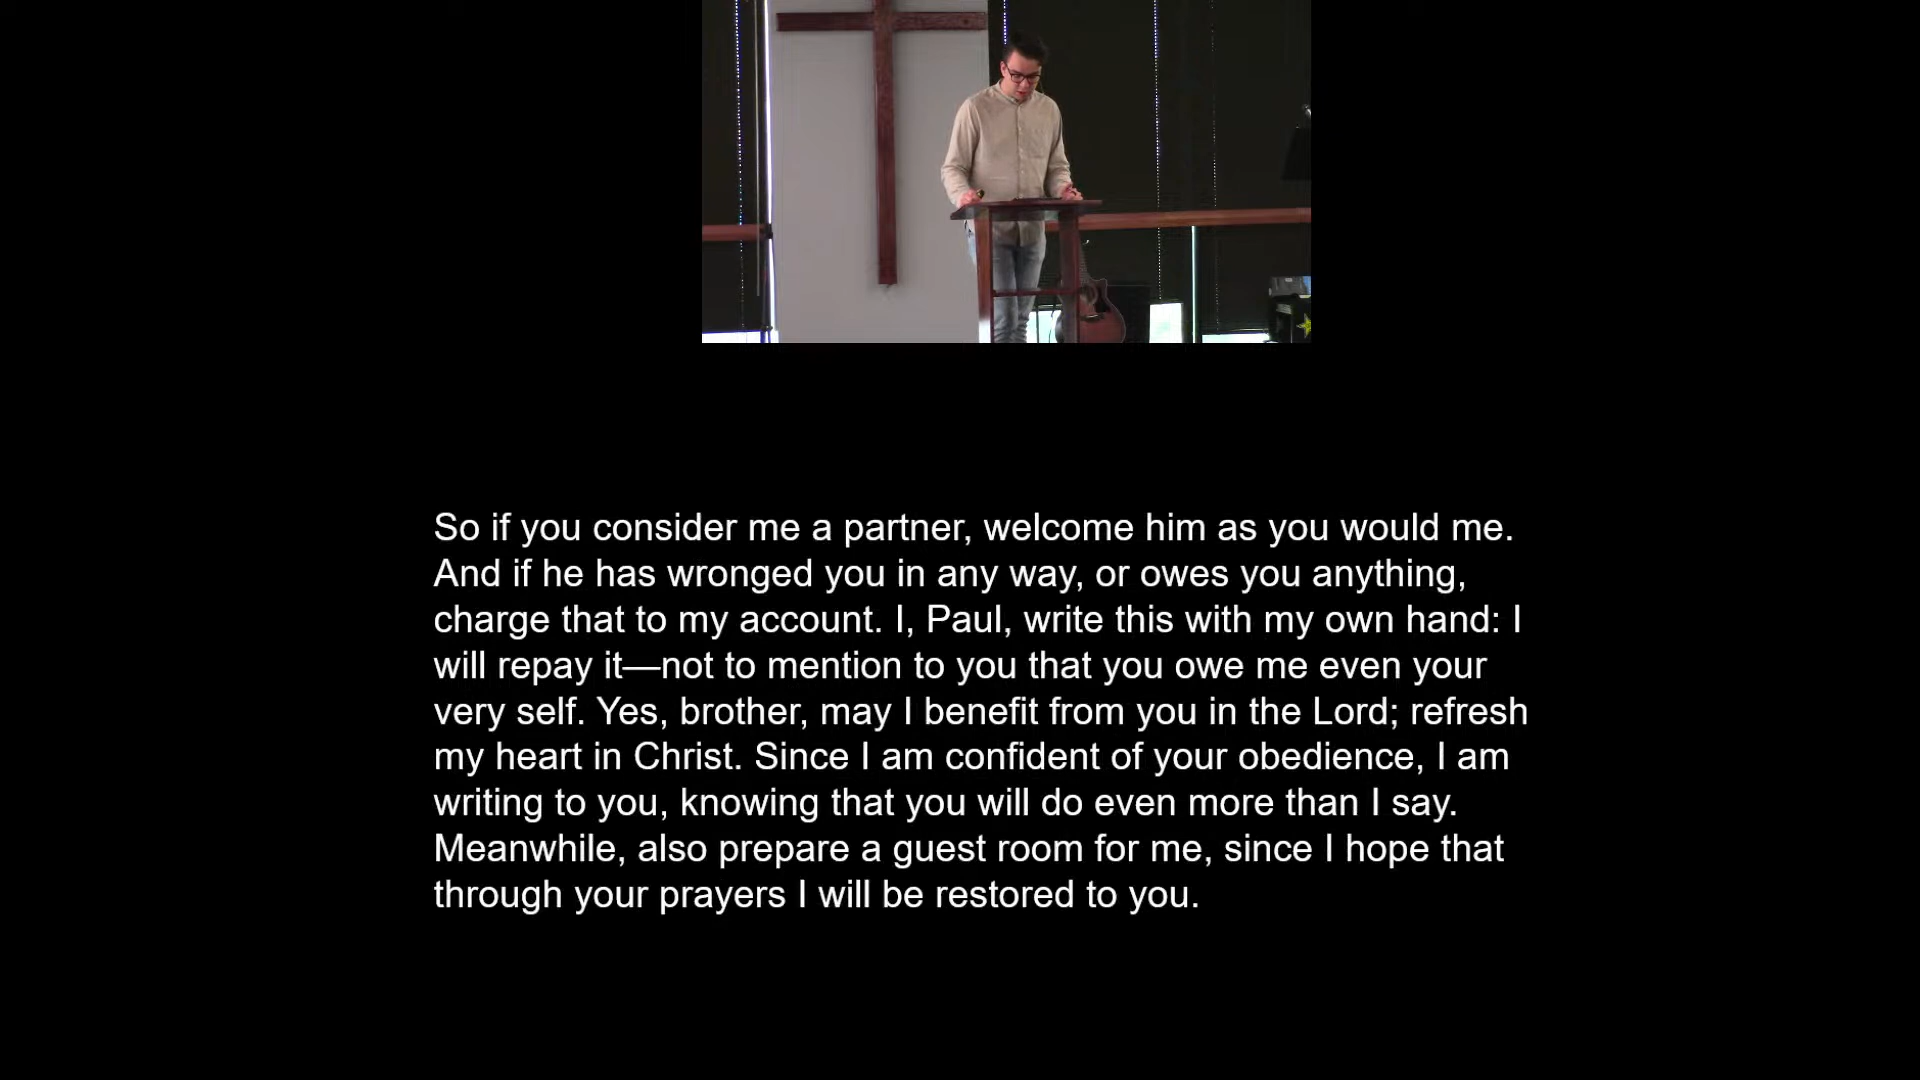 So if you consider me a partner, welcome him as you would me.
And if he has wronged you in any way, or owes you anything,
charge that to my account. I, Paul, write this with my own hand: I
will repay it—not to mention to you that you owe me even your
very self. Yes, brother, may I benefit from you in the Lord; refresh
my heart in Christ. Since I am confident of your obedience, I am
writing to you, knowing that you will do even more than I say.
Meanwhile, also prepare a guest room for me, since I hope that
through your prayers I will be restored to you.